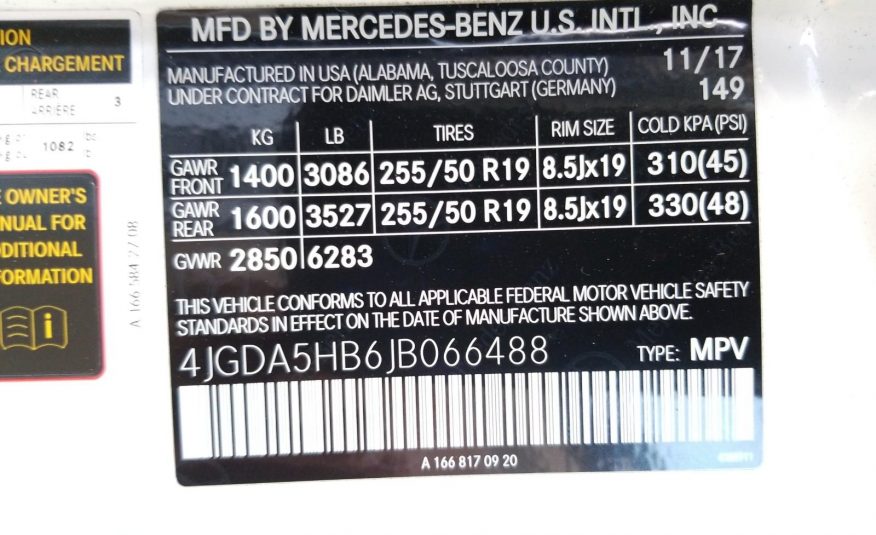 ION
CHARGEMENT
REAR
ARRIÈRE
3
1082
OWNER'S
NUAL FOR
DDITIONAL
FORMATION
i
A 166 584 27 08
MFD BY MERCEDES-BENZ U.S. INTL., INC
MANUFACTURED IN USA (ALABAMA, TUSCALOOSA COUNTY) 11/17
UNDER CONTRACT FOR DAIMLER AG, STUTTGART (GERMANY) 149
KG LB TIRES RIM SIZE COLD KPA(PSI)
GAWR FRONT 1400 3086 255/50 R19 8.5Jx19 310(45)
GAWR REAR 1600 3527 255/50 R19 8.5Jx19 330(48)
GVWR 2850 6283
THIS VEHICLE CONFORMS TO ALL APPLICABLE FEDERAL MOTOR VEHICLE SAFETY
STANDARDS IN EFFECT ON THE DATE OF MANUFACTURE SHOWN ABOVE.
4JGDA5HB6JB066488 TYPE: MPV
A 166 817 09 20